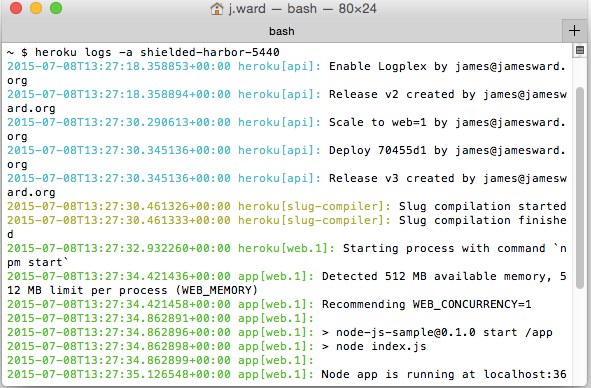 j.ward — bash — 80×24
bash
+
~ $ heroku logs -a shielded-harbor-5440
2015-07-08T13:27:18.358853+00:00 heroku[api]: Enable Logplex by james@jamesward.
org
2015-07-08T13:27:18.358894+00:00 heroku[api]: Release v2 created by james@jamesw
ard.org
2015-07-08T13:27:30.290613+00:00 heroku[api]: Scale to web=1 by james@jamesward.
org
2015-07-08T13:27:30.345136+00:00 heroku[api]: Deploy 70455d1 by james@jamesward.
org
2015-07-08T13:27:30.345136+00:00 heroku[api]: Release v3 created by james@jamesw
ard.org
2015-07-08T13:27:30.461326+00:00 heroku[slug-compiler]: Slug compilation started
2015-07-08T13:27:30.461333+00:00 heroku[slug-compiler]: Slug compilation finishe
d
2015-07-08T13:27:32.932260+00:00 heroku[web.1]: Starting process with command `n
pm start`
2015-07-08T13:27:34.421436+00:00 app[web.1]: Detected 512 MB available memory, 5
12 MB limit per process (WEB_MEMORY)
2015-07-08T13:27:34.421458+00:00 app[web.1]: Recommending WEB_CONCURRENCY=1
2015-07-08T13:27:34.862891+00:00 app[web.1]:
2015-07-08T13:27:34.862896+00:00 app[web.1]: > node-js-sample@0.1.0 start /app
2015-07-08T13:27:34.862898+00:00 app[web.1]: > node index.js
2015-07-08T13:27:34.862899+00:00 app[web.1]:
2015-07-08T13:27:35.126548+00:00 app[web.1]: Node app is running at localhost:36